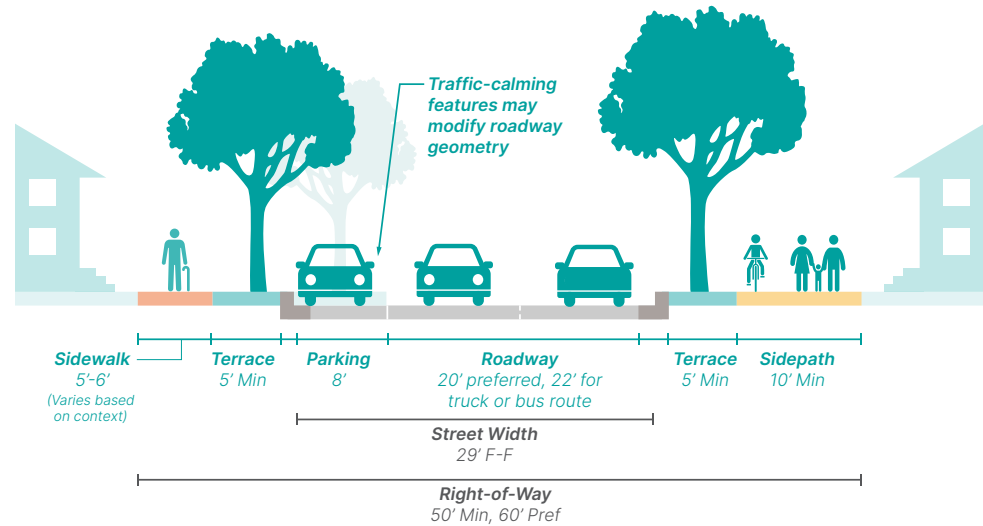 Traffic-calming
features may
modify roadway
geometry
Sidewalk
5’-6’
(Varies based
on context)
Terrace
5’ Min
Parking
8’
Roadway
20’ preferred, 22’ for
truck or bus route
Terrace
5’ Min
Sidepath
10’ Min
Street Width
29’ F-F
Right-of-Way
50’ Min, 60’ Pref